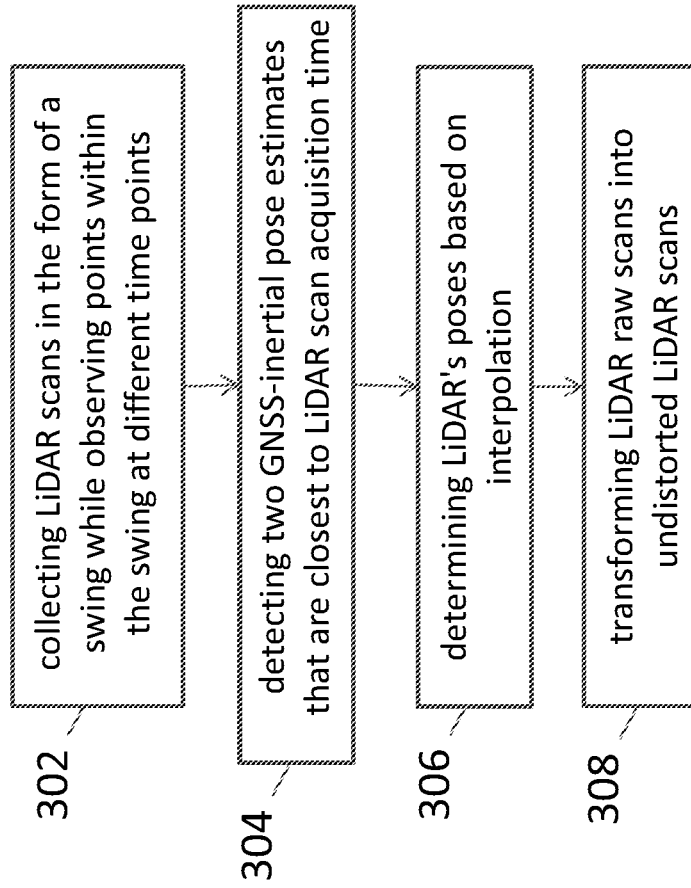 302
collecting LiDAR scans in the form of a
swing while observing points within
the swing at different time points
304
detecting two GNSS-inertial pose estimates
that are closest to LiDAR scan acquisition time
306
determining LiDAR's poses based on
interpolation
308
transforming LiDAR raw scans into
undistorted LiDAR scans